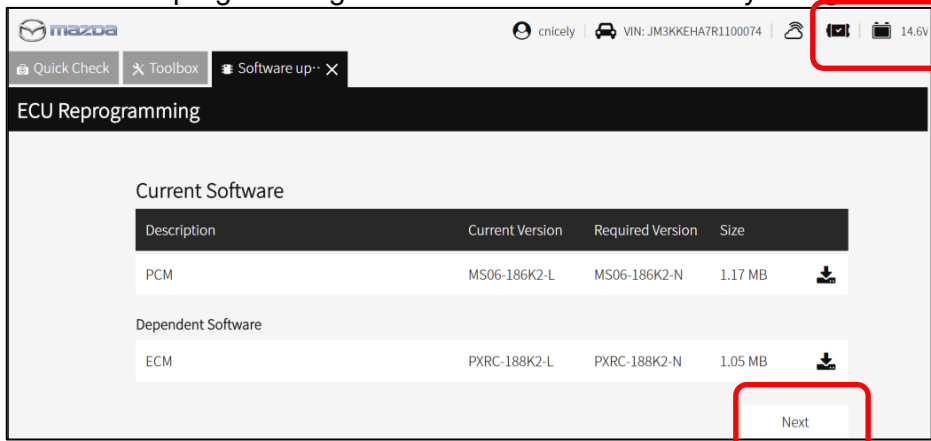 mazda
cnicely VIN: JM3KKEHA7R1100074 14.6V
Quick Check Toolbox Software up··
ECU Reprogramming
Current Software
Description Current Version Required Version Size
PCM MS06-186K2-L MS06-186K2-N 1.17 MB
Dependent Software
ECM PXRC-188K2-L PXRC-188K2-N 1.05 MB
Next